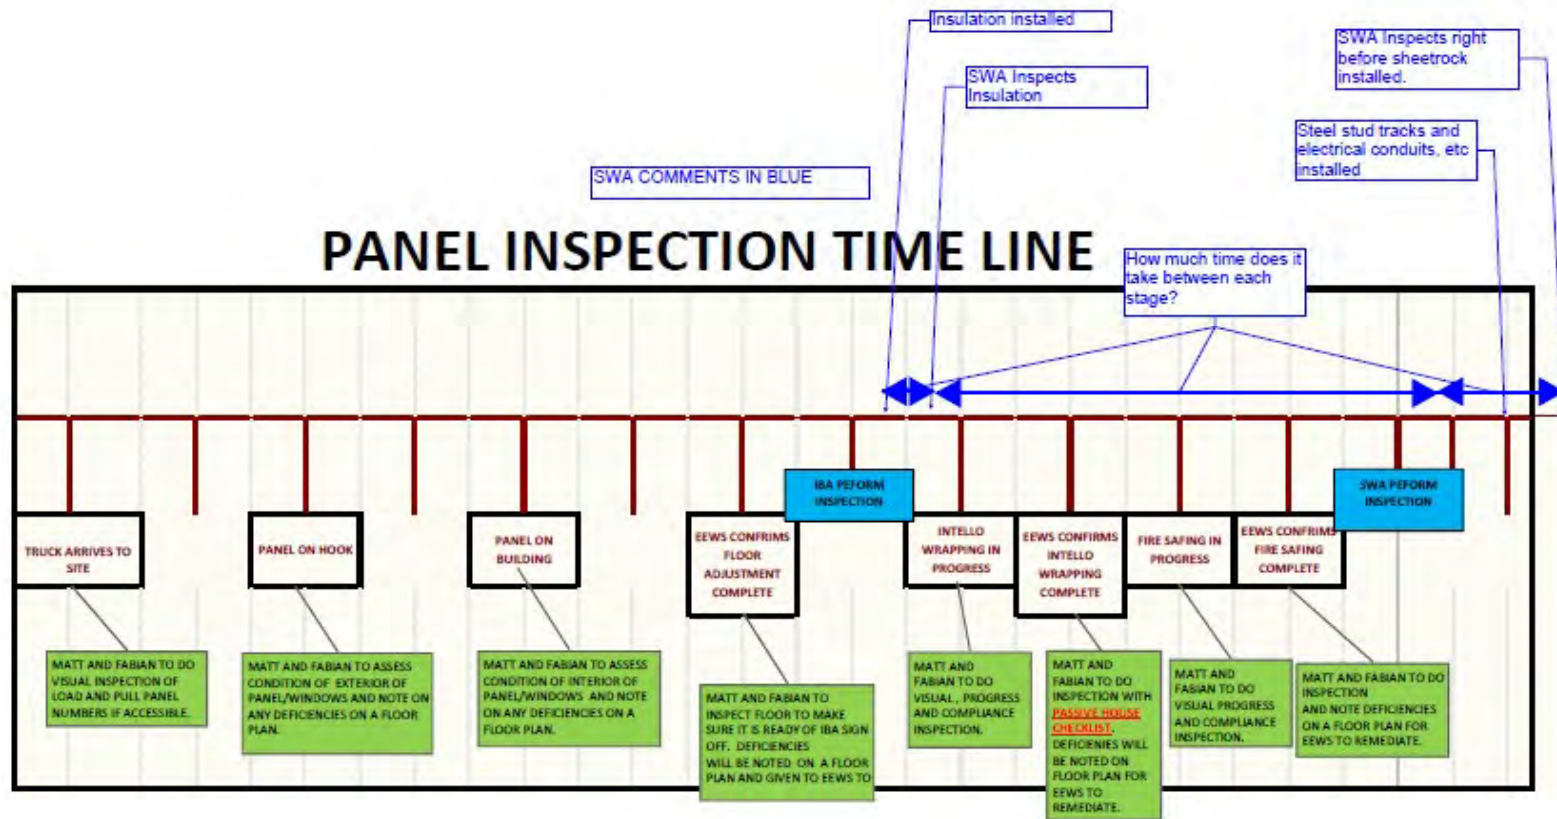 Insulation installed
SWA Inspects
Insulation
SWA Inspects right
before sheetrock
installed.
Steel stud tracks and
electrical conduits, etc
installed
SWA COMMENTS IN BLUE
PANEL INSPECTION TIME LINE
How much time does it
take between each
stage?
IBA PEFORM
INSPECTION
SWA PEFORM
INSPECTION
TRUCK ARRIVES TO
SITE
PANEL ON HOOK
PANEL ON
BUILDING
EEWS CONFRIMS
FLOOR
ADJUSTMENT
COMPLETE
INTELLO
WRAPPING IN
PROGRESS
EEWS CONFIRMS
INTELLO
WRAPPING
COMPLETE
FIRE SAFING IN
PROGRESS
EEWS CONFRIMS
FIRE SAFING
COMPLETE
MATT AND FABIAN TO DO
VISUAL INSPECTION OF
LOAD AND PULL PANEL
NUMBERS IF ACCESSIBLE.
MATT AND FABIAN TO ASSESS
CONDITION OF EXTERIOR OF
PANEL/WINDOWS AND NOTE ON
ANY DEFICIENCIES ON A FLOOR
PLAN.
MATT AND FABIAN TO ASSESS
CONDITION OF INTERIOR OF
PANEL/WINDOWS AND NOTE
ON ANY DEFICIENCIES ON A
FLOOR PLAN.
MATT AND FABIAN TO
INSPECT FLOOR TO MAKE
SURE IT IS READY OF IBA SIGN
OFF. DEFICIENCIES
WILL BE NOTED ON A FLOOR
PLAN AND GIVEN TO EEWS TO
MATT AND
FABIAN TO DO
VISUAL , PROGRESS
AND COMPLIANCE
INSPECTION.
MATT AND
FABIAN TO DO
INSPECTION WITH
PASSIVE HOUSE
CHECKLIST.
DEFICIENIES WILL
BE NOTED ON
FLOOR PLAN FOR
EEWS TO
REMEDIATE.
MATT AND
FABIAN TO DO
VISUAL PROGRESS
AND COMPLIANCE
INSPECTION.
MATT AND FABIAN TO DO
INSPECTION
AND NOTE DEFICIENCIES
ON A FLOOR PLAN FOR
EEWS TO REMEDIATE.